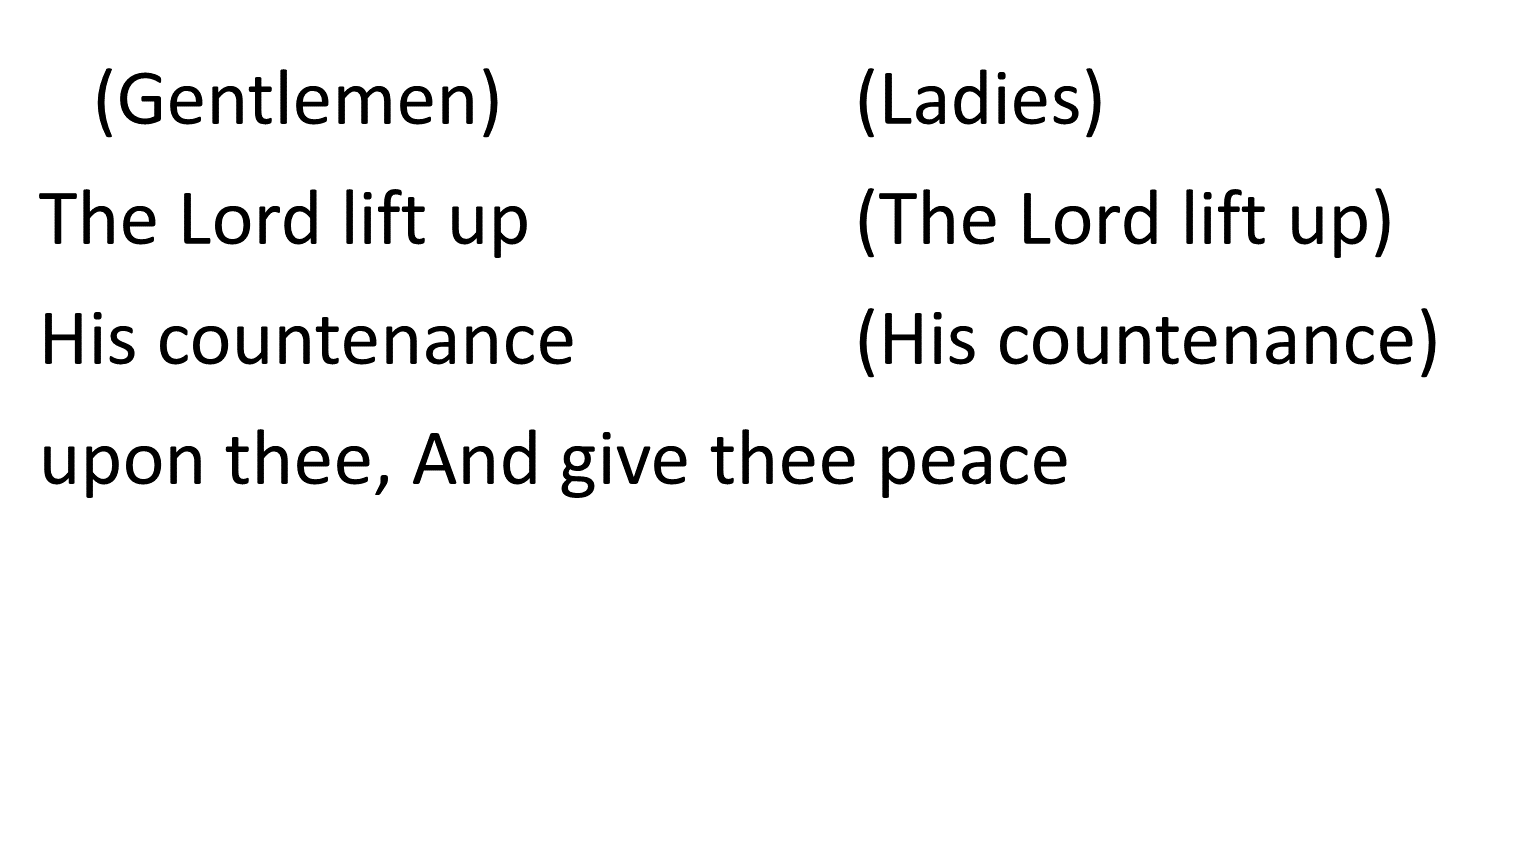 (Gentlemen) (Ladies)
The Lord lift up (The Lord lift up)
His countenance (His countenance)
upon thee, And give thee peace